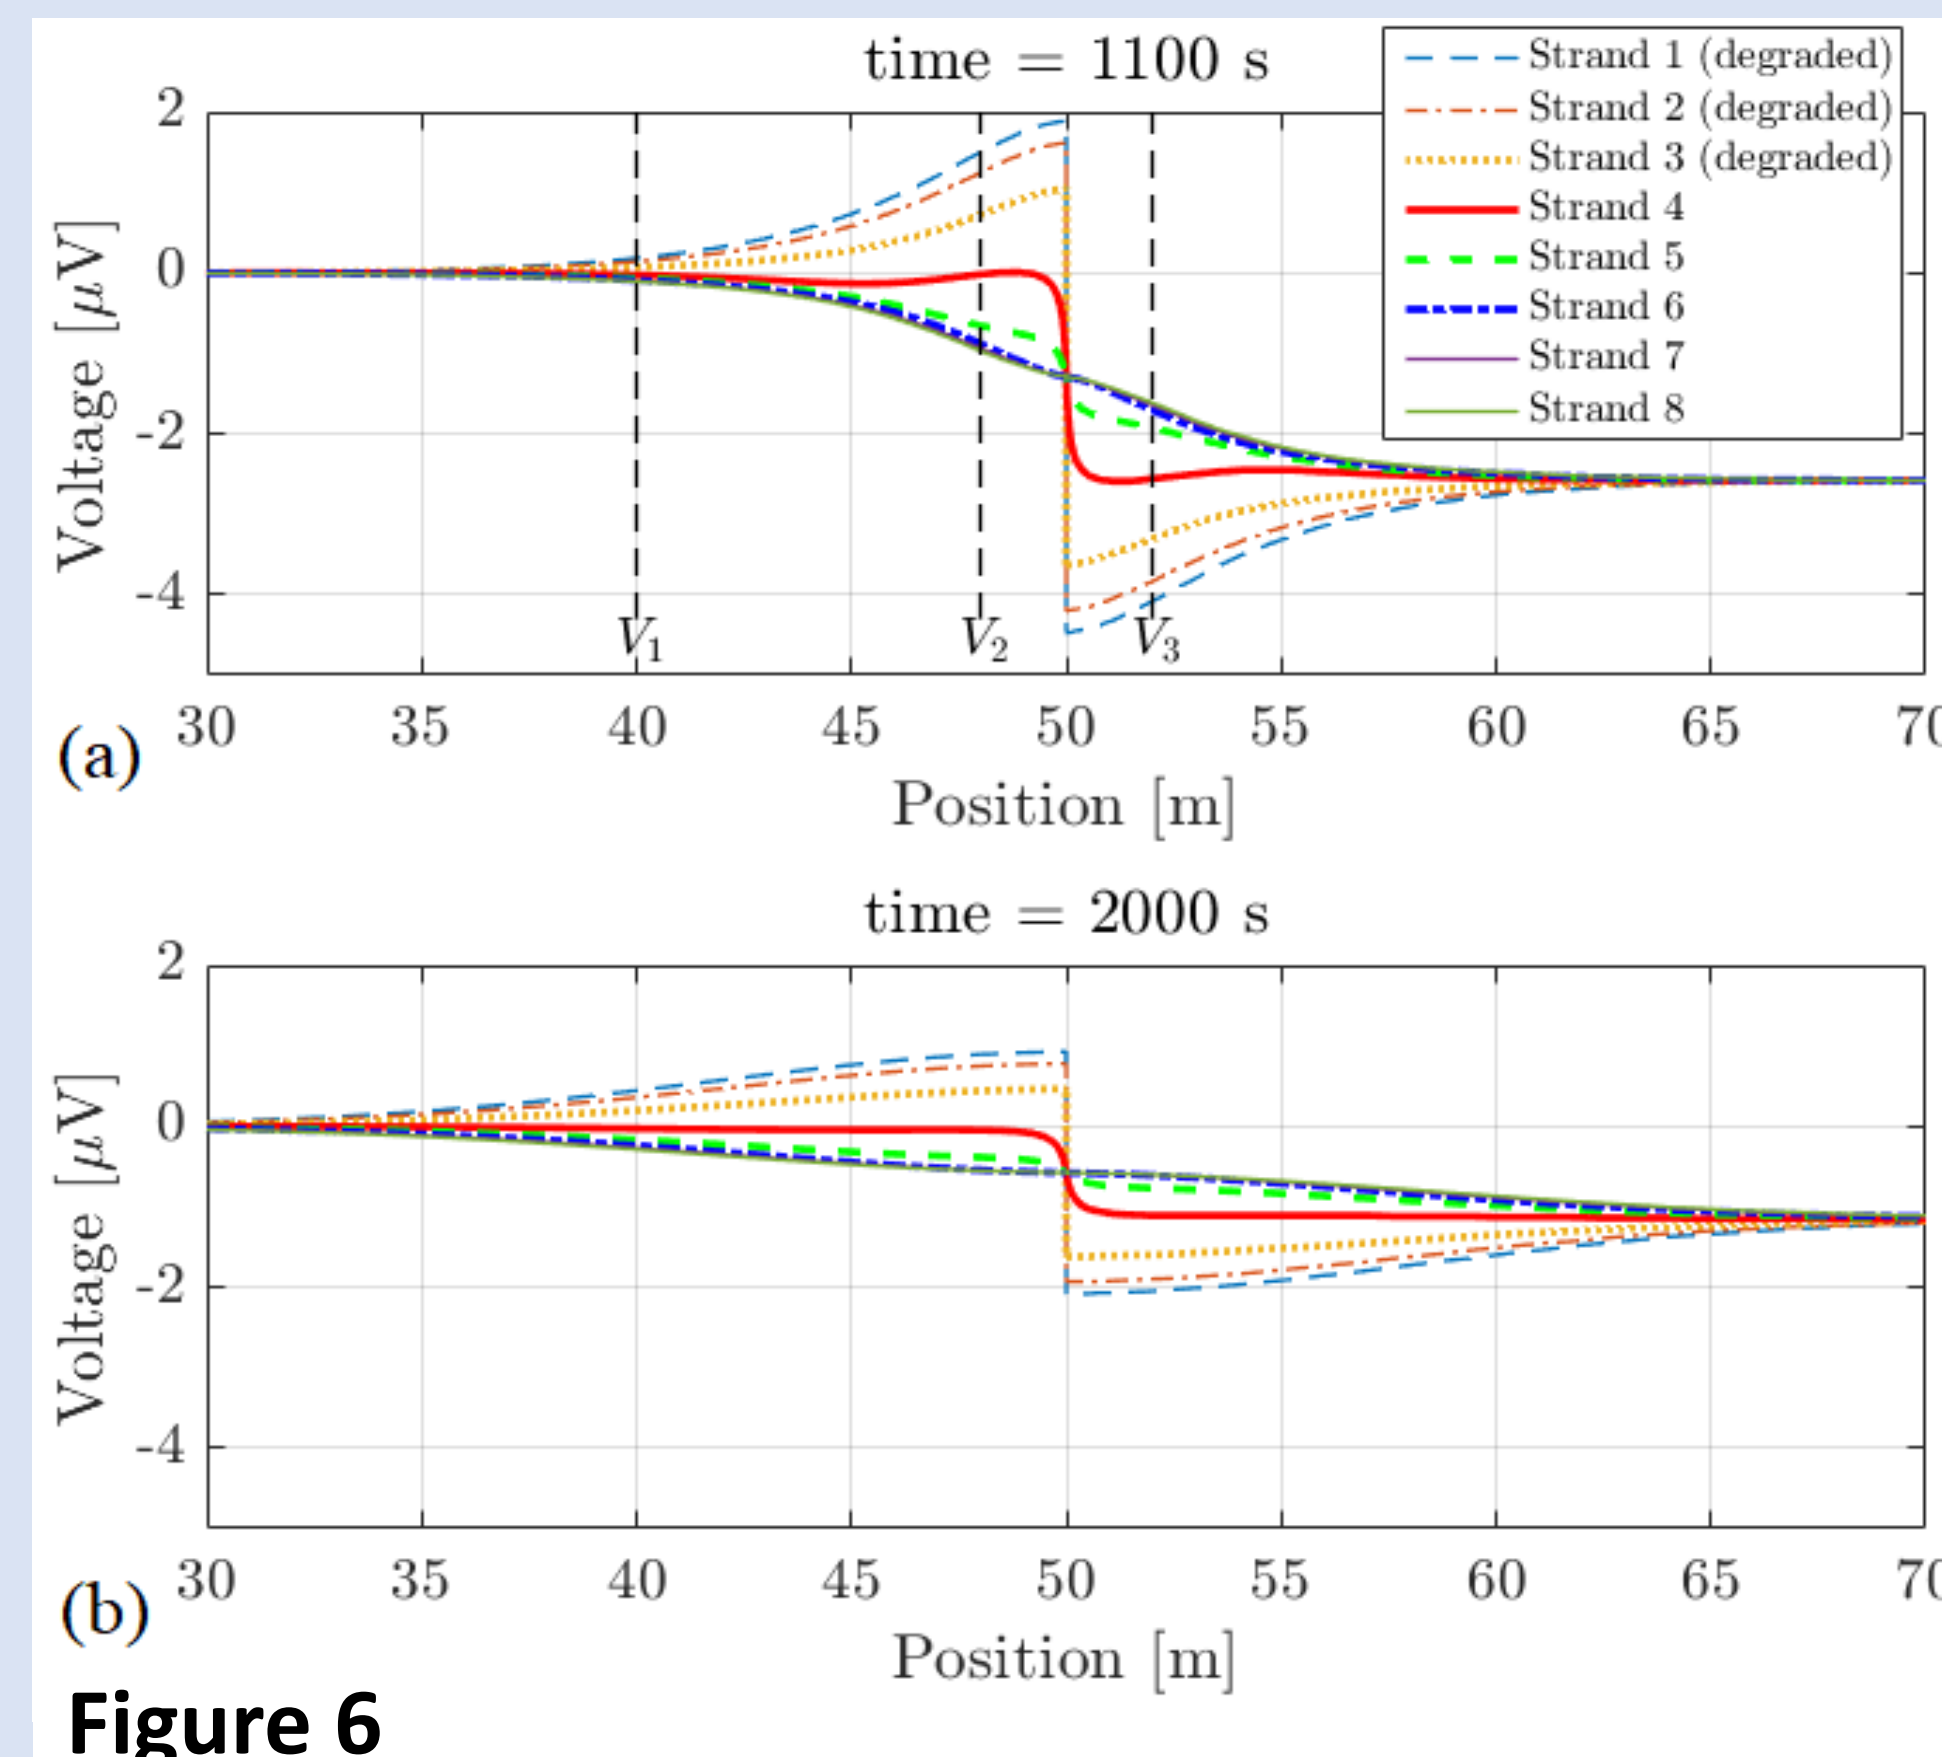 time = 1100 s
Strand 1 (degraded)
Strand 2 (degraded)
Strand 3 (degraded)
Strand 4
Strand 5
Strand 6
Strand 7
Strand 8
Voltage [μV]
2
0
-2
-4
V1
V2
V3
30 35 40 45 50 55 60 65 70
(a)
Position [m]
time = 2000 s
Voltage [μV]
2
0
-2
-4
30 35 40 45 50 55 60 65 70
(b)
Position [m]
Figure 6